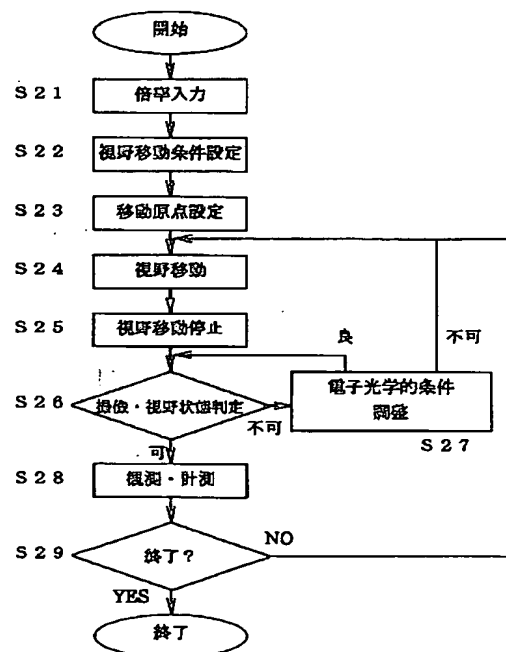 開始
S21
倍率入力
S22
視野移動条件設定
S23
移動原点設定
S24
視野移動
S25
視野移動停止
良
不可
S26
損傷・視野状態判定
不可
電子光学的条件
調整
S27
可
S28
観測・計測
S29
終了?
NO
YES
終了